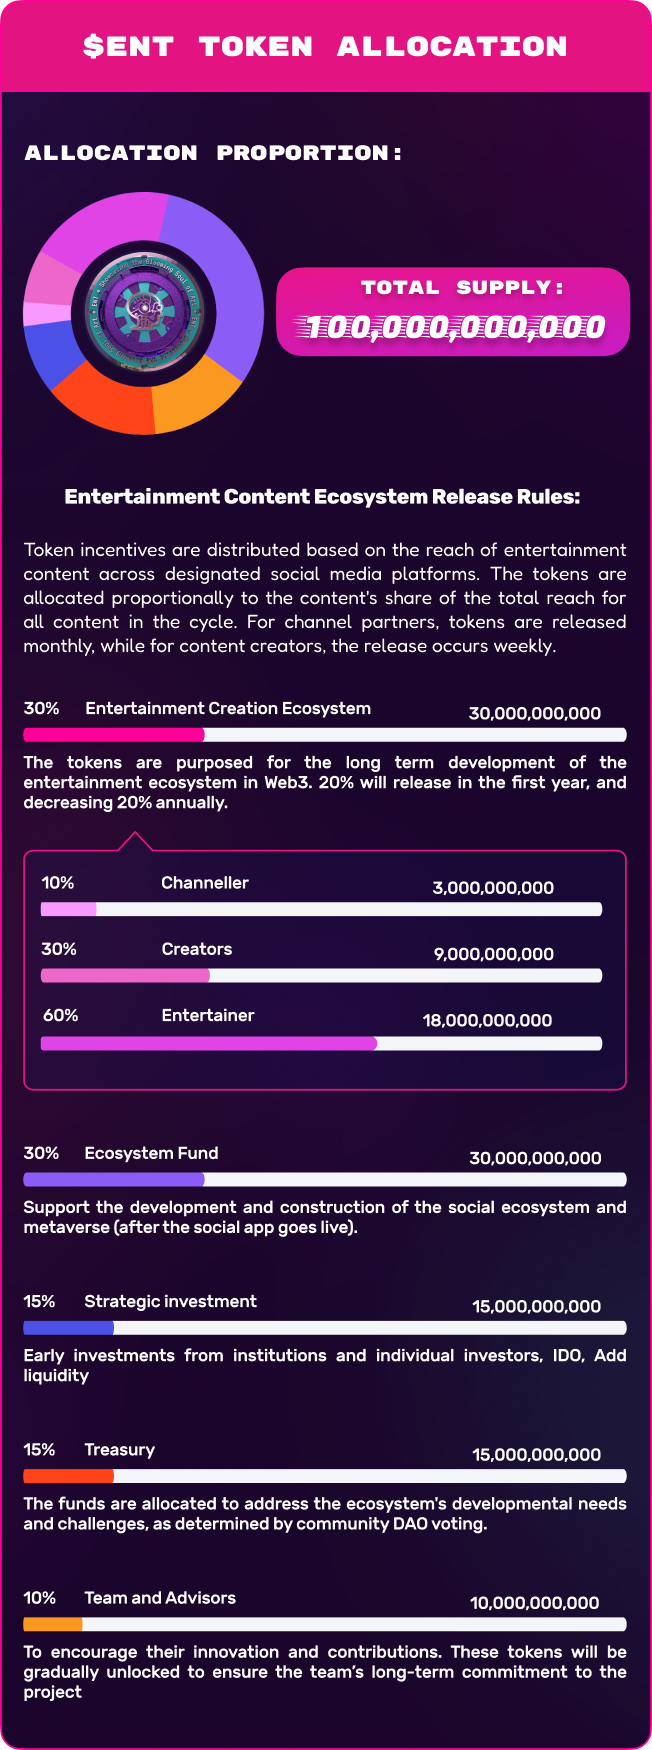 $ENT TOKEN ALLOCATION
ALLOCATION PROPORTION:
TOTAL SUPPLY:
100,000,000,000
Entertainment Content Ecosystem Release Rules:
Token incentives are distributed based on the reach of entertainment
content across designated social media platforms. The tokens are
allocated proportionally to the content's share of the total reach for
all content in the cycle. For channel partners, tokens are released
monthly, while for content creators, the release occurs weekly.
30% Entertainment Creation Ecosystem 30,000,000,000
The tokens are purposed for the long term development of the
entertainment ecosystem in Web3. 20% will release in the first year, and
decreasing 20% annually.
10% Channeller 3,000,000,000
30% Creators 9,000,000,000
60% Entertainer 18,000,000,000
30% Ecosystem Fund 30,000,000,000
Support the development and construction of the social ecosystem and
metaverse (after the social app goes live).
15% Strategic investment 15,000,000,000
Early investments from institutions and individual investors, IDO, Add
liquidity
15% Treasury 15,000,000,000
The funds are allocated to address the ecosystem's developmental needs
and challenges, as determined by community DAO voting.
10% Team and Advisors 10,000,000,000
To encourage their innovation and contributions. These tokens will be
gradually unlocked to ensure the team's long-term commitment to the
project